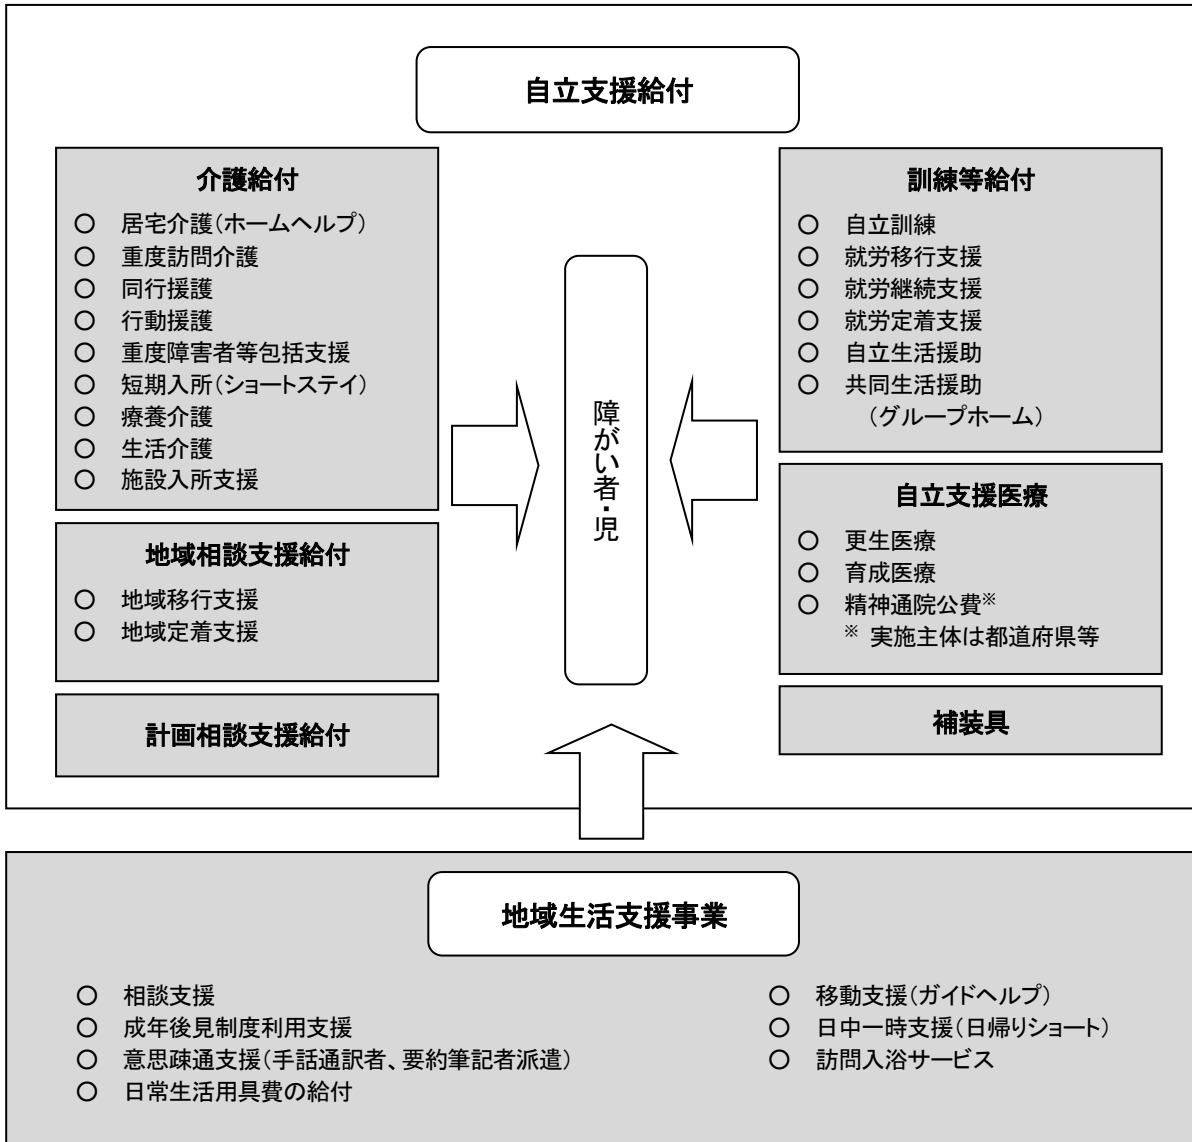 自立支援給付
介護給付
○ 居宅介護(ホームヘルプ)
○ 重度訪問介護
○ 同行援護
○ 行動援護
○ 重度障害者等包括支援
○ 短期入所(ショートステイ)
○ 療養介護
○ 生活介護
○ 施設入所支援
地域相談支援給付
○ 地域移行支援
○ 地域定着支援
計画相談支援給付
障がい者・児
訓練等給付
○ 自立訓練
○ 就労移行支援
○ 就労継続支援
○ 就労定着支援
○ 自立生活援助
○ 共同生活援助
(グループホーム)
自立支援医療
○ 更生医療
○ 育成医療
○ 精神通院公費※
※ 実施主体は都道府県等
補装具
地域生活支援事業
○ 相談支援
○ 成年後見制度利用支援
○ 意思疎通支援(手話通訳者、要約筆記者派遣)
○ 日常生活用具費の給付
○ 移動支援(ガイドヘルプ)
○ 日中一時支援(日帰りショート)
○ 訪問入浴サービス